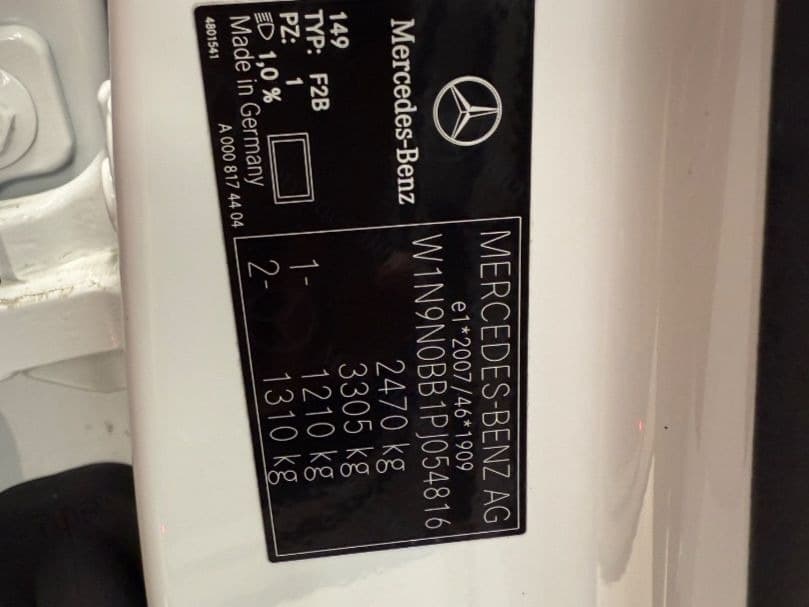 Mercedes-Benz
149
TYP: F2B
PZ: 1
1,0 %
Made in Germany
4801541
A 000 817 44 04
MERCEDES-BENZ AG
e1*2007/46*1909
W1N9N0BB1PJ054816
2470 kg
3305 kg
1- 1210 kg
2- 1310 kg